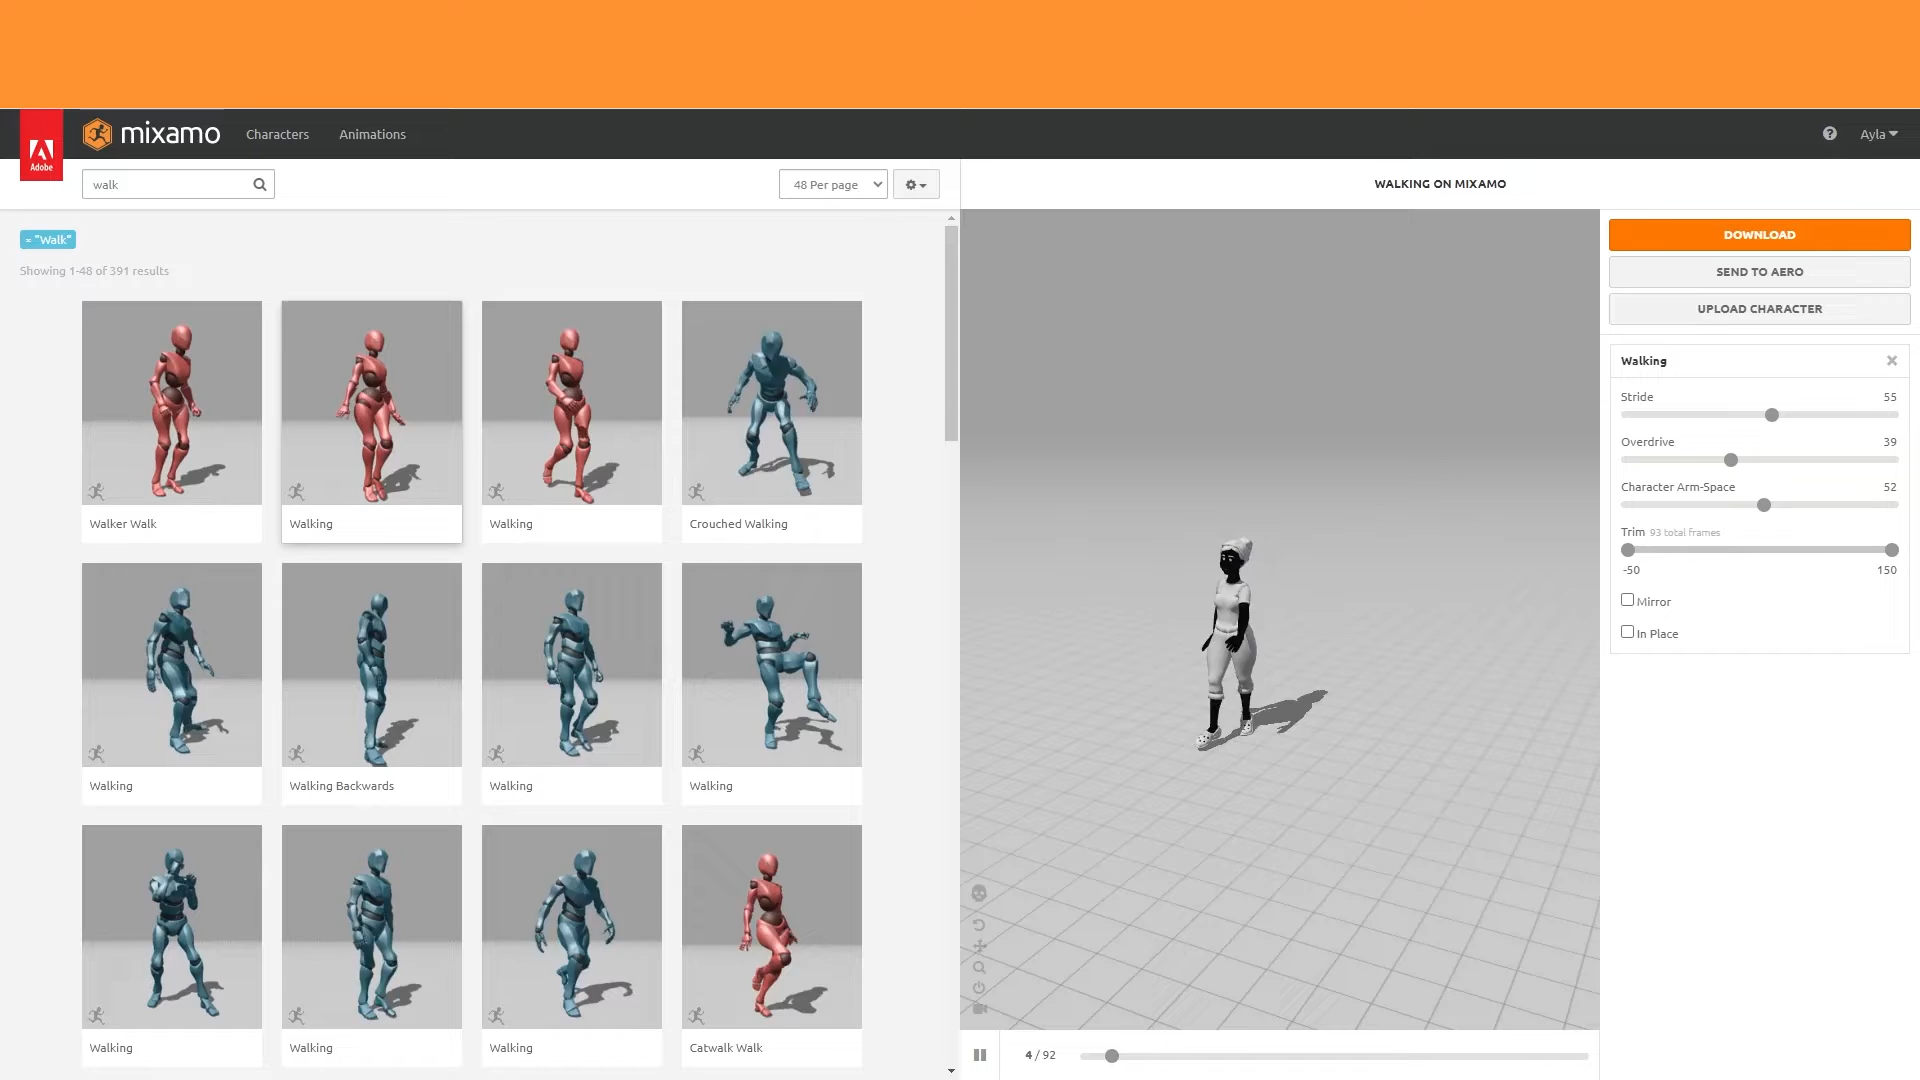 Adobe
mixamo
Characters
Animations
Ayla
walk
48 Per page
WALKING ON MIXAMO
× "Walk"
Showing 1-48 of 391 results
Walker Walk
Walking
Walking
Crouched Walking
Walking
Walking Backwards
Walking
Walking
Walking
Walking
Walking
Catwalk Walk
4 / 92
DOWNLOAD
SEND TO AERO
UPLOAD CHARACTER
Walking
Stride 55
Overdrive 39
Character Arm-Space 52
Trim 93 total frames
-50 150
Mirror
In Place